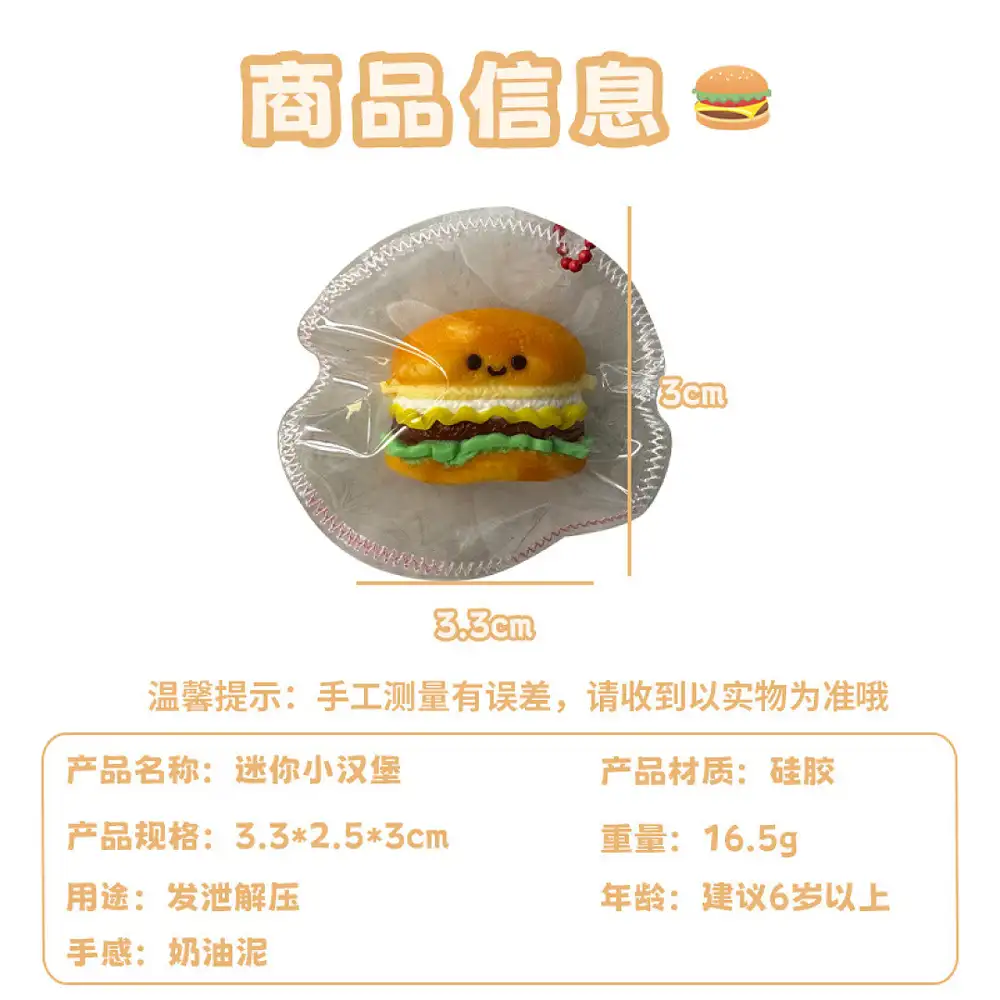 商品信息
3cm
3.3cm
温馨提示：手工测量有误差，请收到以实物为准哦
产品名称：迷你小汉堡
产品材质：硅胶
产品规格：3.3*2.5*3cm
重量：16.5g
用途：发泄解压
年龄：建议6岁以上
手感：奶油泥